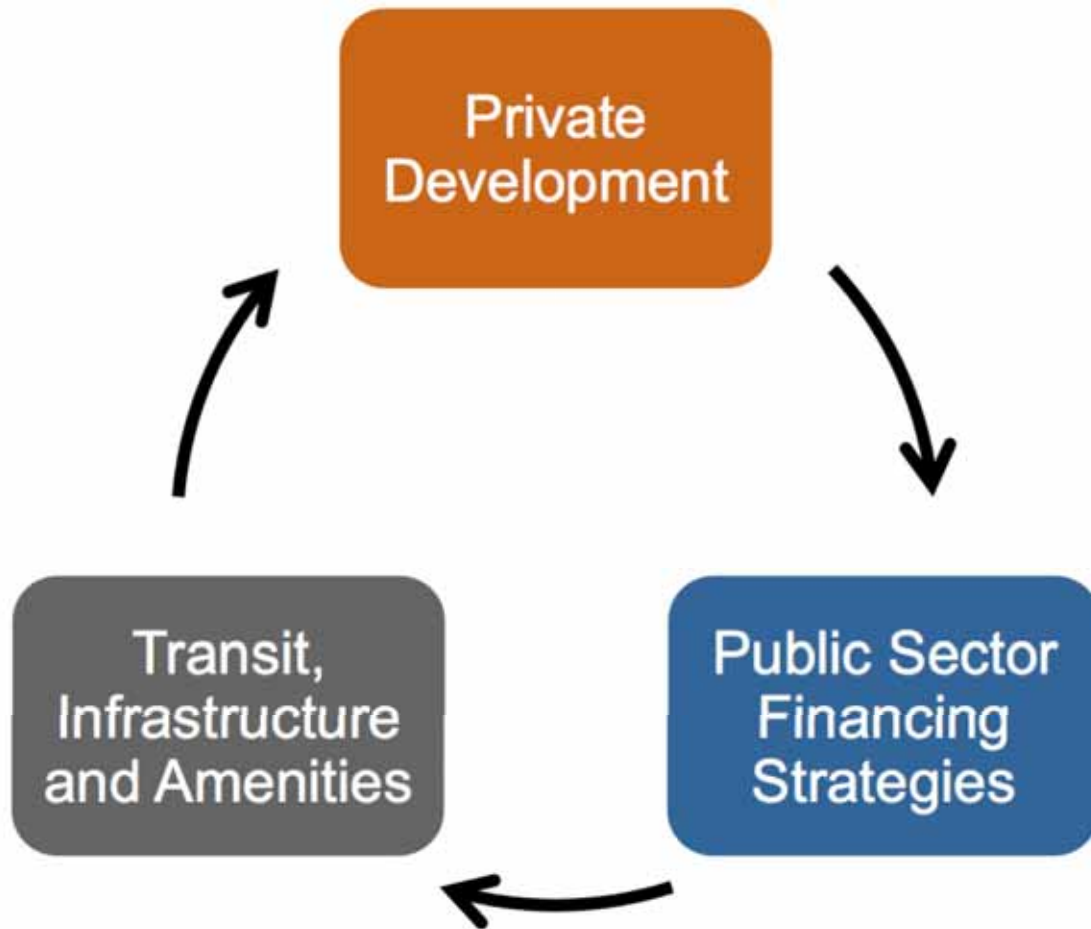 Private
Development
Transit,
Infrastructure
and Amenities
Public Sector
Financing
Strategies